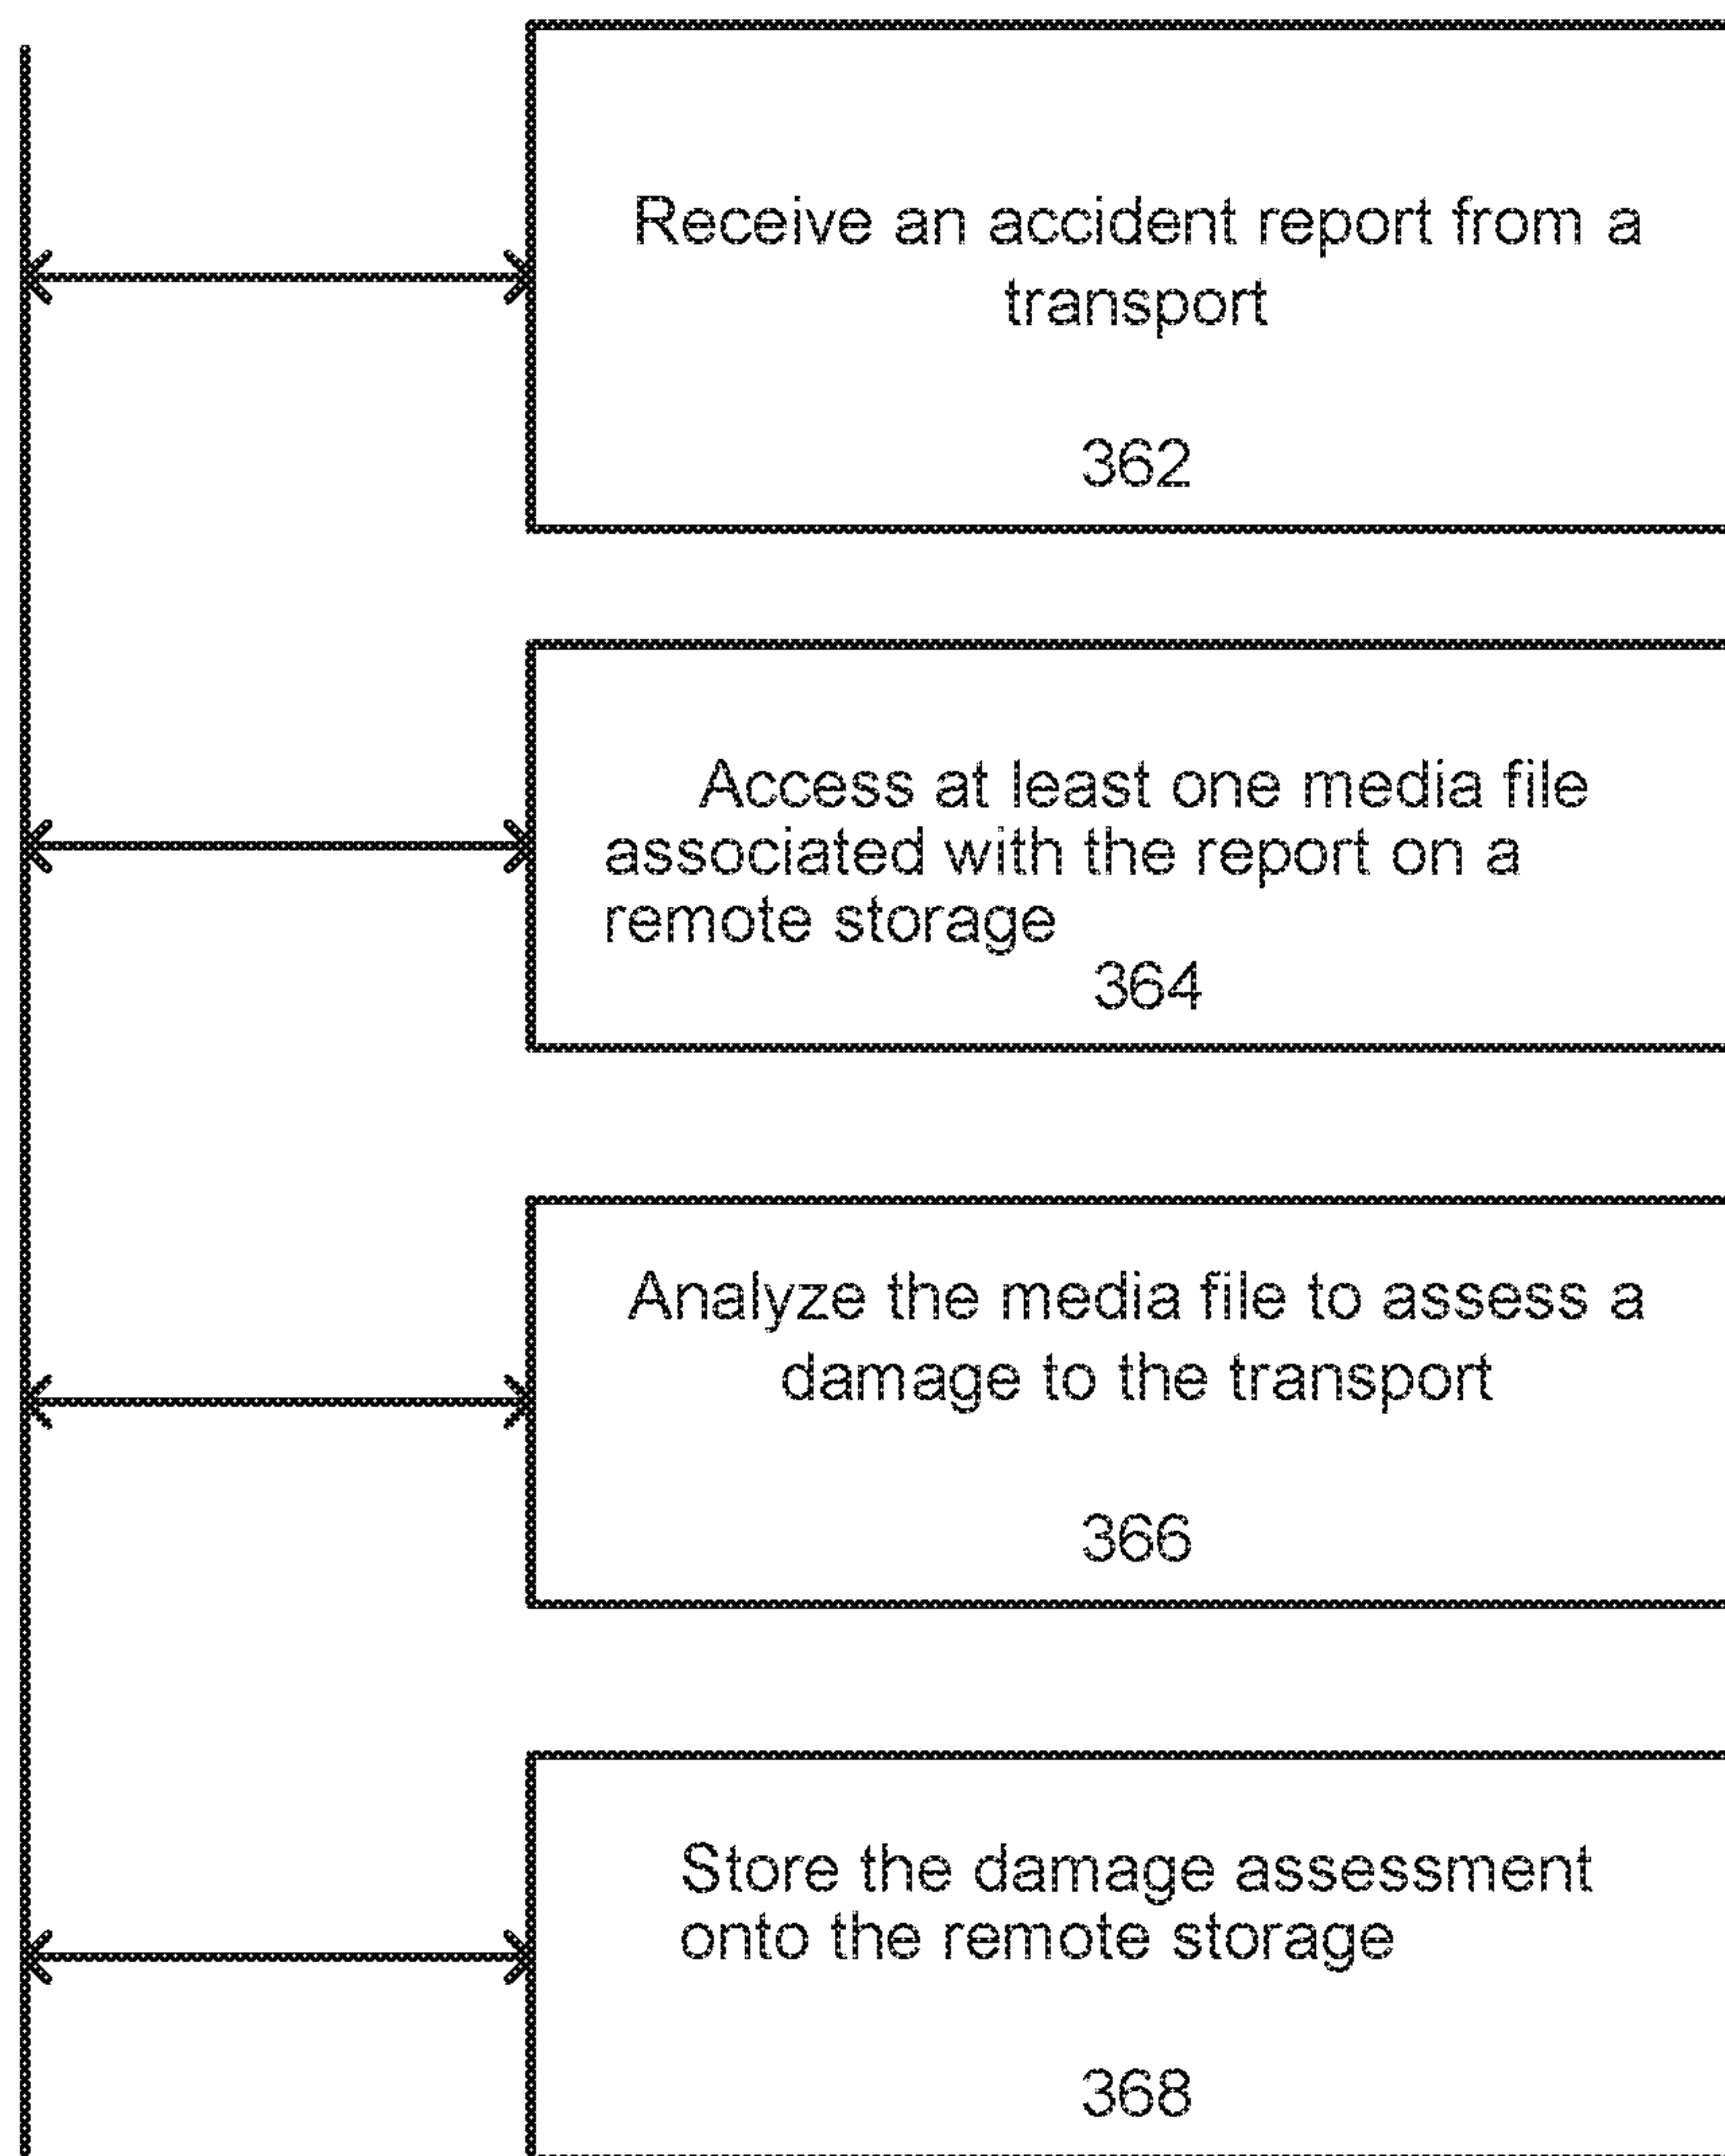 Receive an accident report from a
transport
362
Access at least one media file
associated with the report on a
remote storage
364
Analyze the media file to assess a
damage to the transport
366
Store the damage assessment
onto the remote storage
368